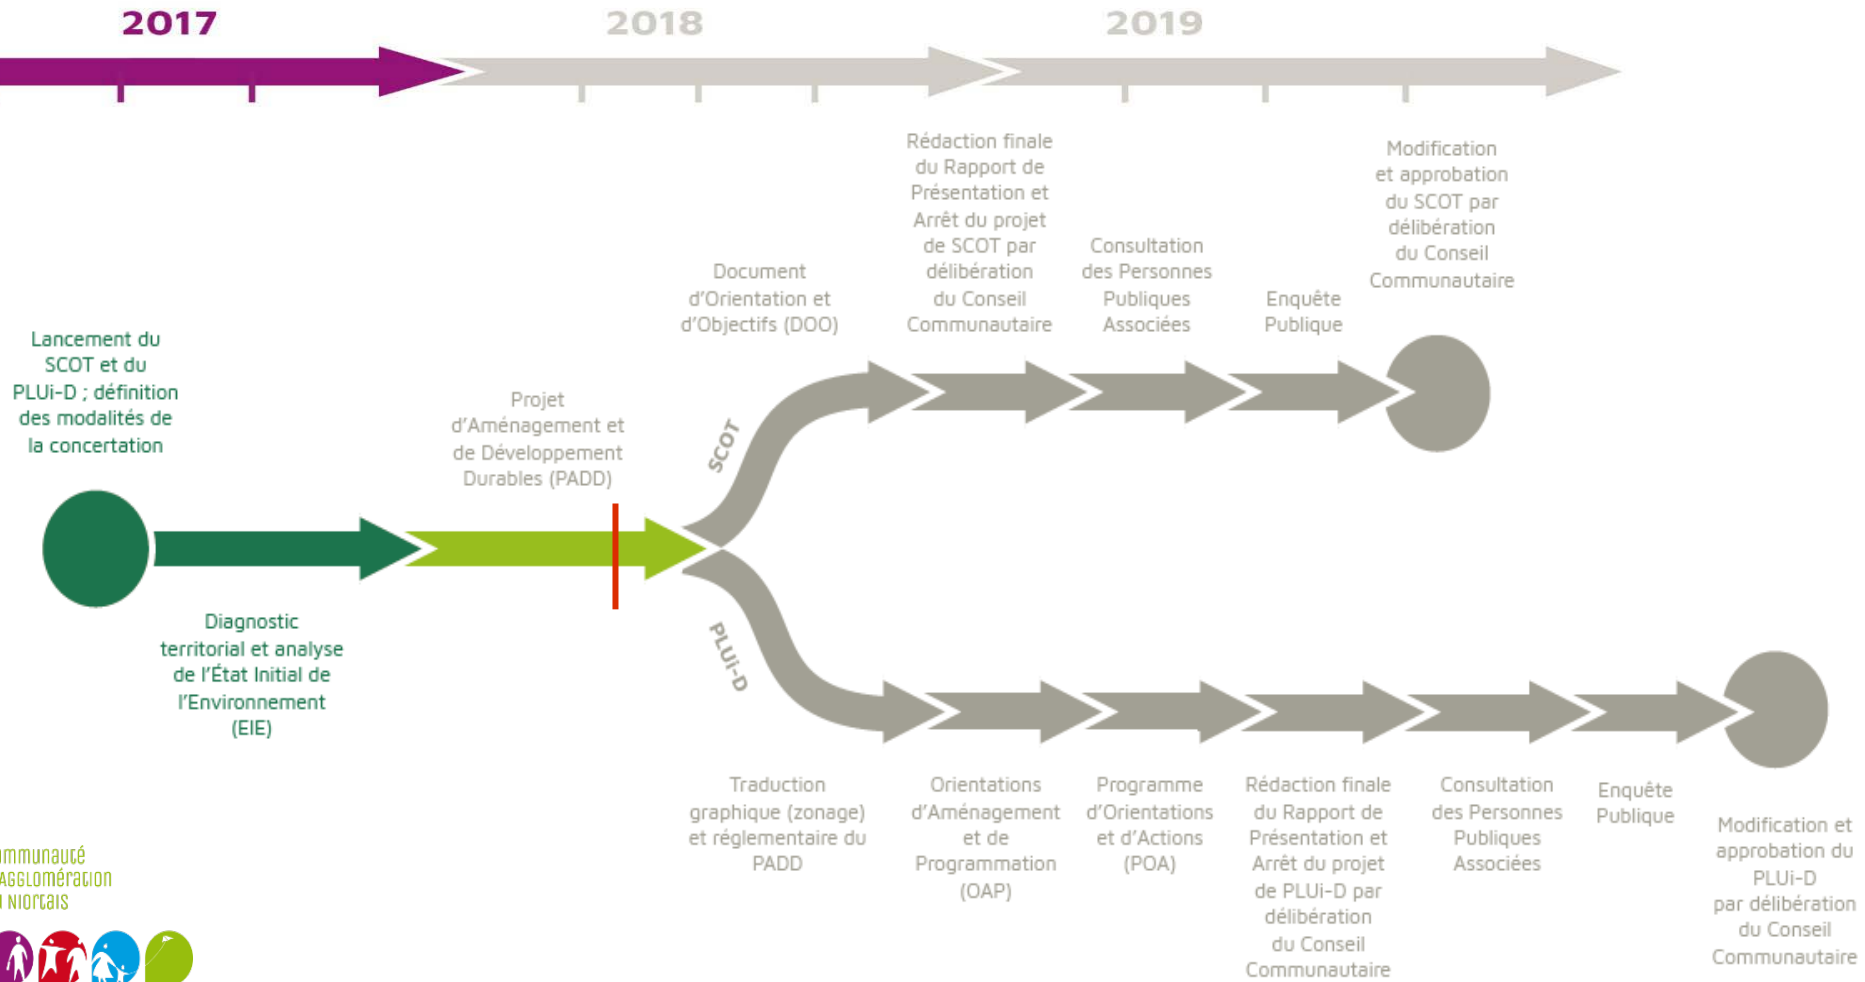 2017
2018
2019
Rédaction finale
du Rapport de
Présentation et
Arrêt du projet
de SCOT par
délibération
du Conseil
Communautaire
Modification
et approbation
du SCOT par
délibération
du Conseil
Communautaire
Document
d'Orientation et
d'Objectifs (DOO)
Consultation
des Personnes
Publiques
Associées
Enquête
Publique
Lancement du
SCOT et du
PLUi-D ; définition
des modalités de
la concertation
Projet
d'Aménagement et
de Développement
Durables (PADD)
SCOT
PLUi-D
Diagnostic
territorial et analyse
de l'État Initial de
l'Environnement
(EIE)
Traduction
graphique (zonage)
et réglementaire du
PADD
Orientations
d'Aménagement
et de
Programmation
(OAP)
Programme
d'Orientations
et d'Actions
(POA)
Rédaction finale
du Rapport de
Présentation et
Arrêt du projet
de PLUi-D par
délibération
du Conseil
Communautaire
Consultation
des Personnes
Publiques
Associées
Enquête
Publique
Modification et
approbation du
PLUi-D
par délibération
du Conseil
Communautaire
ommunauté
AGGLOMéRATION
NIORTAIS